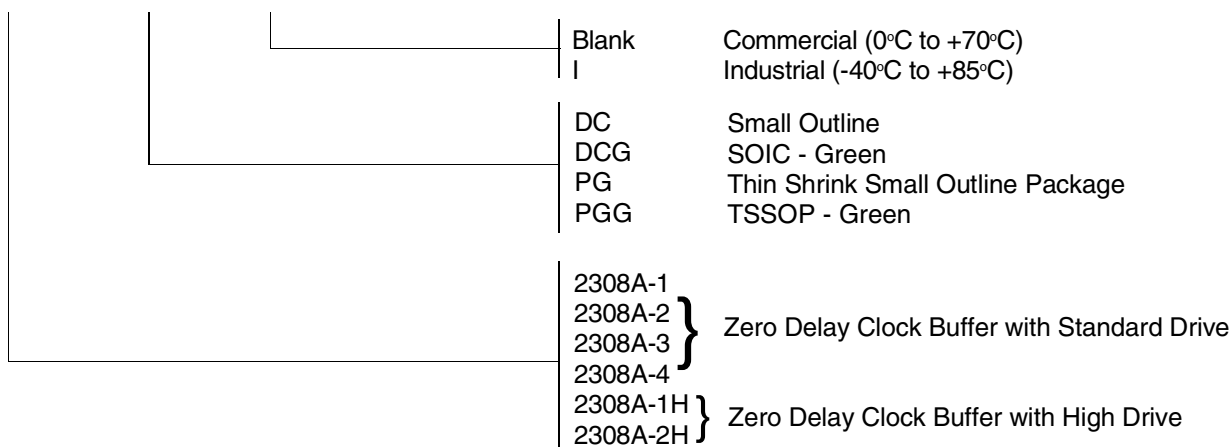 Blank Commercial (0°C to +70°C)
I Industrial (-40°C to +85°C)
DC Small Outline
DCG SOIC - Green
PG Thin Shrink Small Outline Package
PGG TSSOP - Green
2308A-1
2308A-2
2308A-3
2308A-4
} Zero Delay Clock Buffer with Standard Drive
2308A-1H
2308A-2H
} Zero Delay Clock Buffer with High Drive